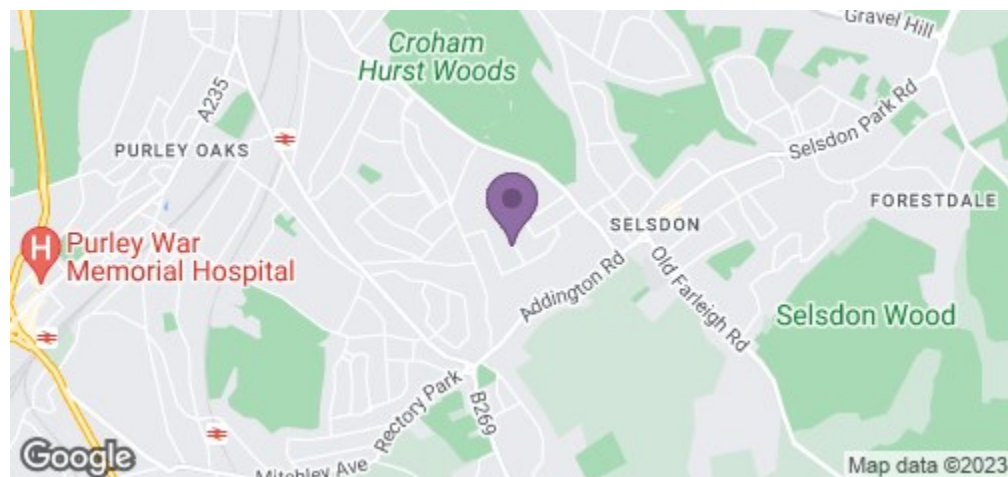 Gravel Hill
Croham
Hurst Woods
A235
Selsdon Park Rd
PURLEY OAKS
FORESTDALE
SELSDON
H
Purley War
Memorial Hospital
Addington Rd
Old Farleigh Rd
Selsdon Wood
Rectory Park
B269
Mitchley Ave
Google
Map data ©2023